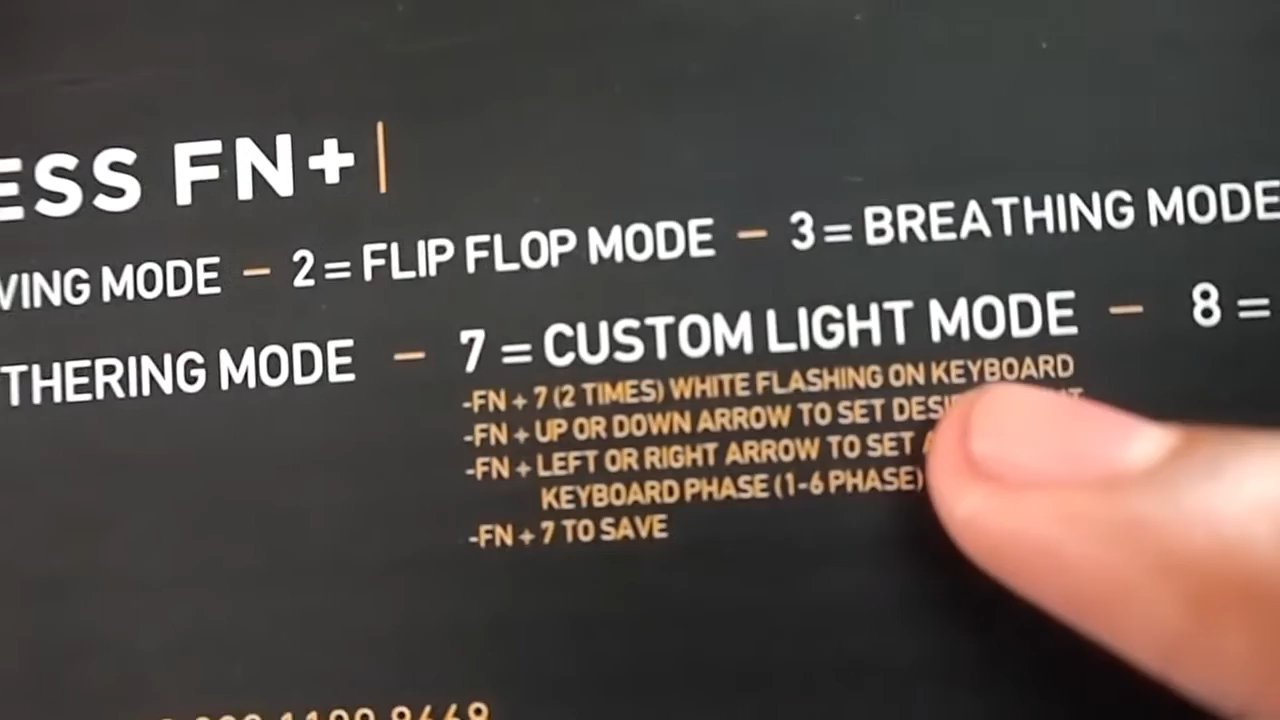 ESS FN+|
VING MODE – 2 = FLIP FLOP MODE – 3 = BREATHING MODE
THERING MODE – 7 = CUSTOM LIGHT MODE – 8 =
-FN + 7 (2 TIMES) WHITE FLASHING ON KEYBOARD
-FN + UP OR DOWN ARROW TO SET
-FN + LEFT OR RIGHT ARROW TO SET
KEYBOARD PHASE (1-6 PHASE)
-FN + 7 TO SAVE